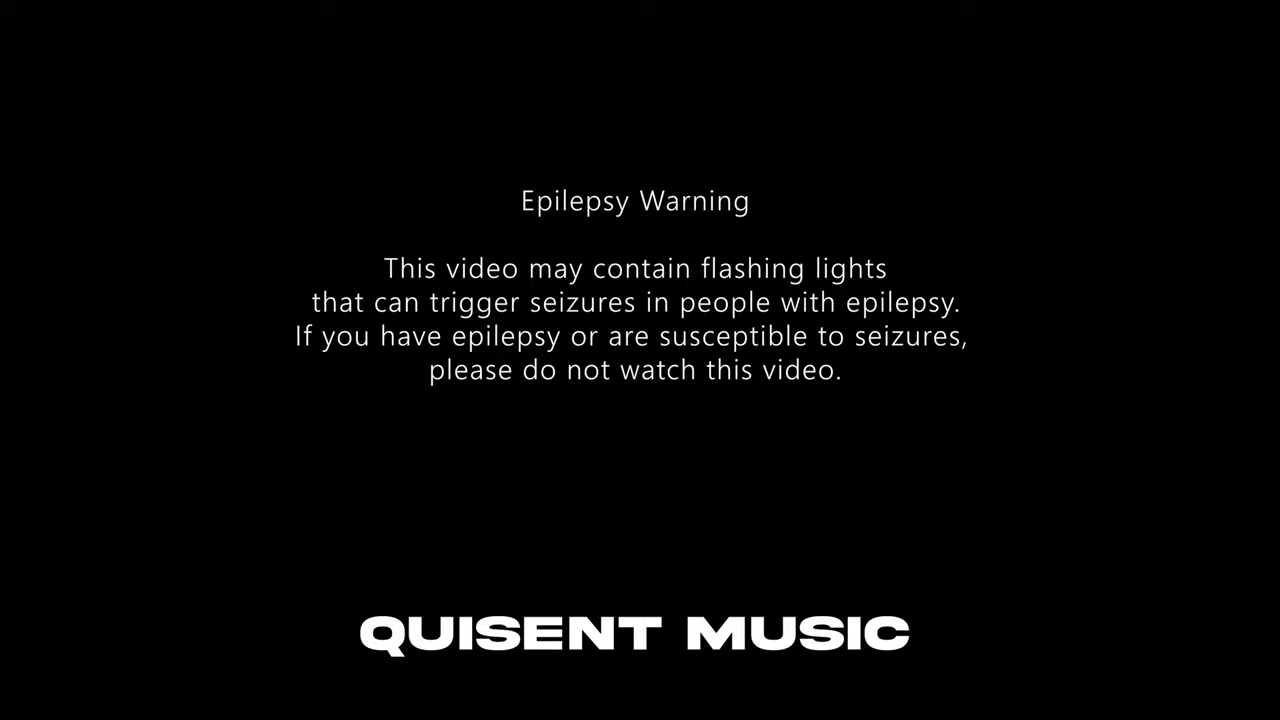 Epilepsy Warning
This video may contain flashing lights
that can trigger seizures in people with epilepsy.
If you have epilepsy or are susceptible to seizures,
please do not watch this video.
QUISENT MUSIC